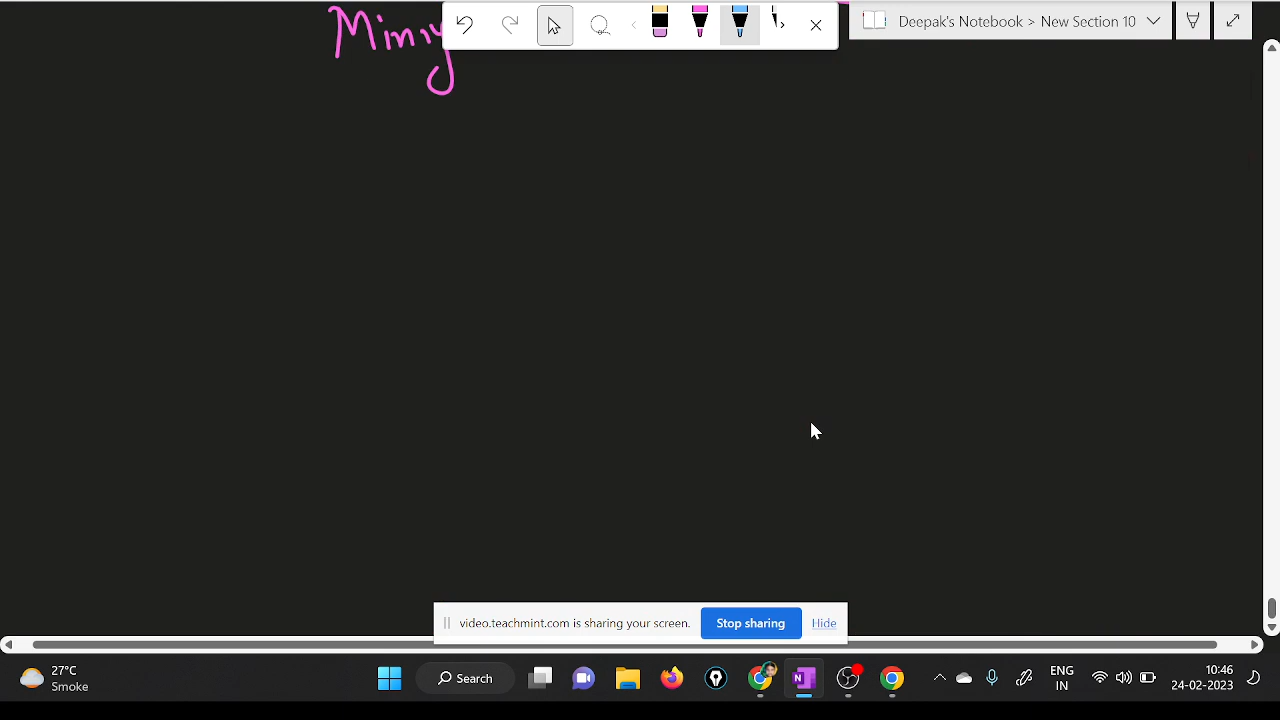 Deepak's Notebook > New Section 10
video.teachmint.com is sharing your screen.
Stop sharing
Hide
27°C
Smoke
Search
ENG
IN
10:46
24-02-2023